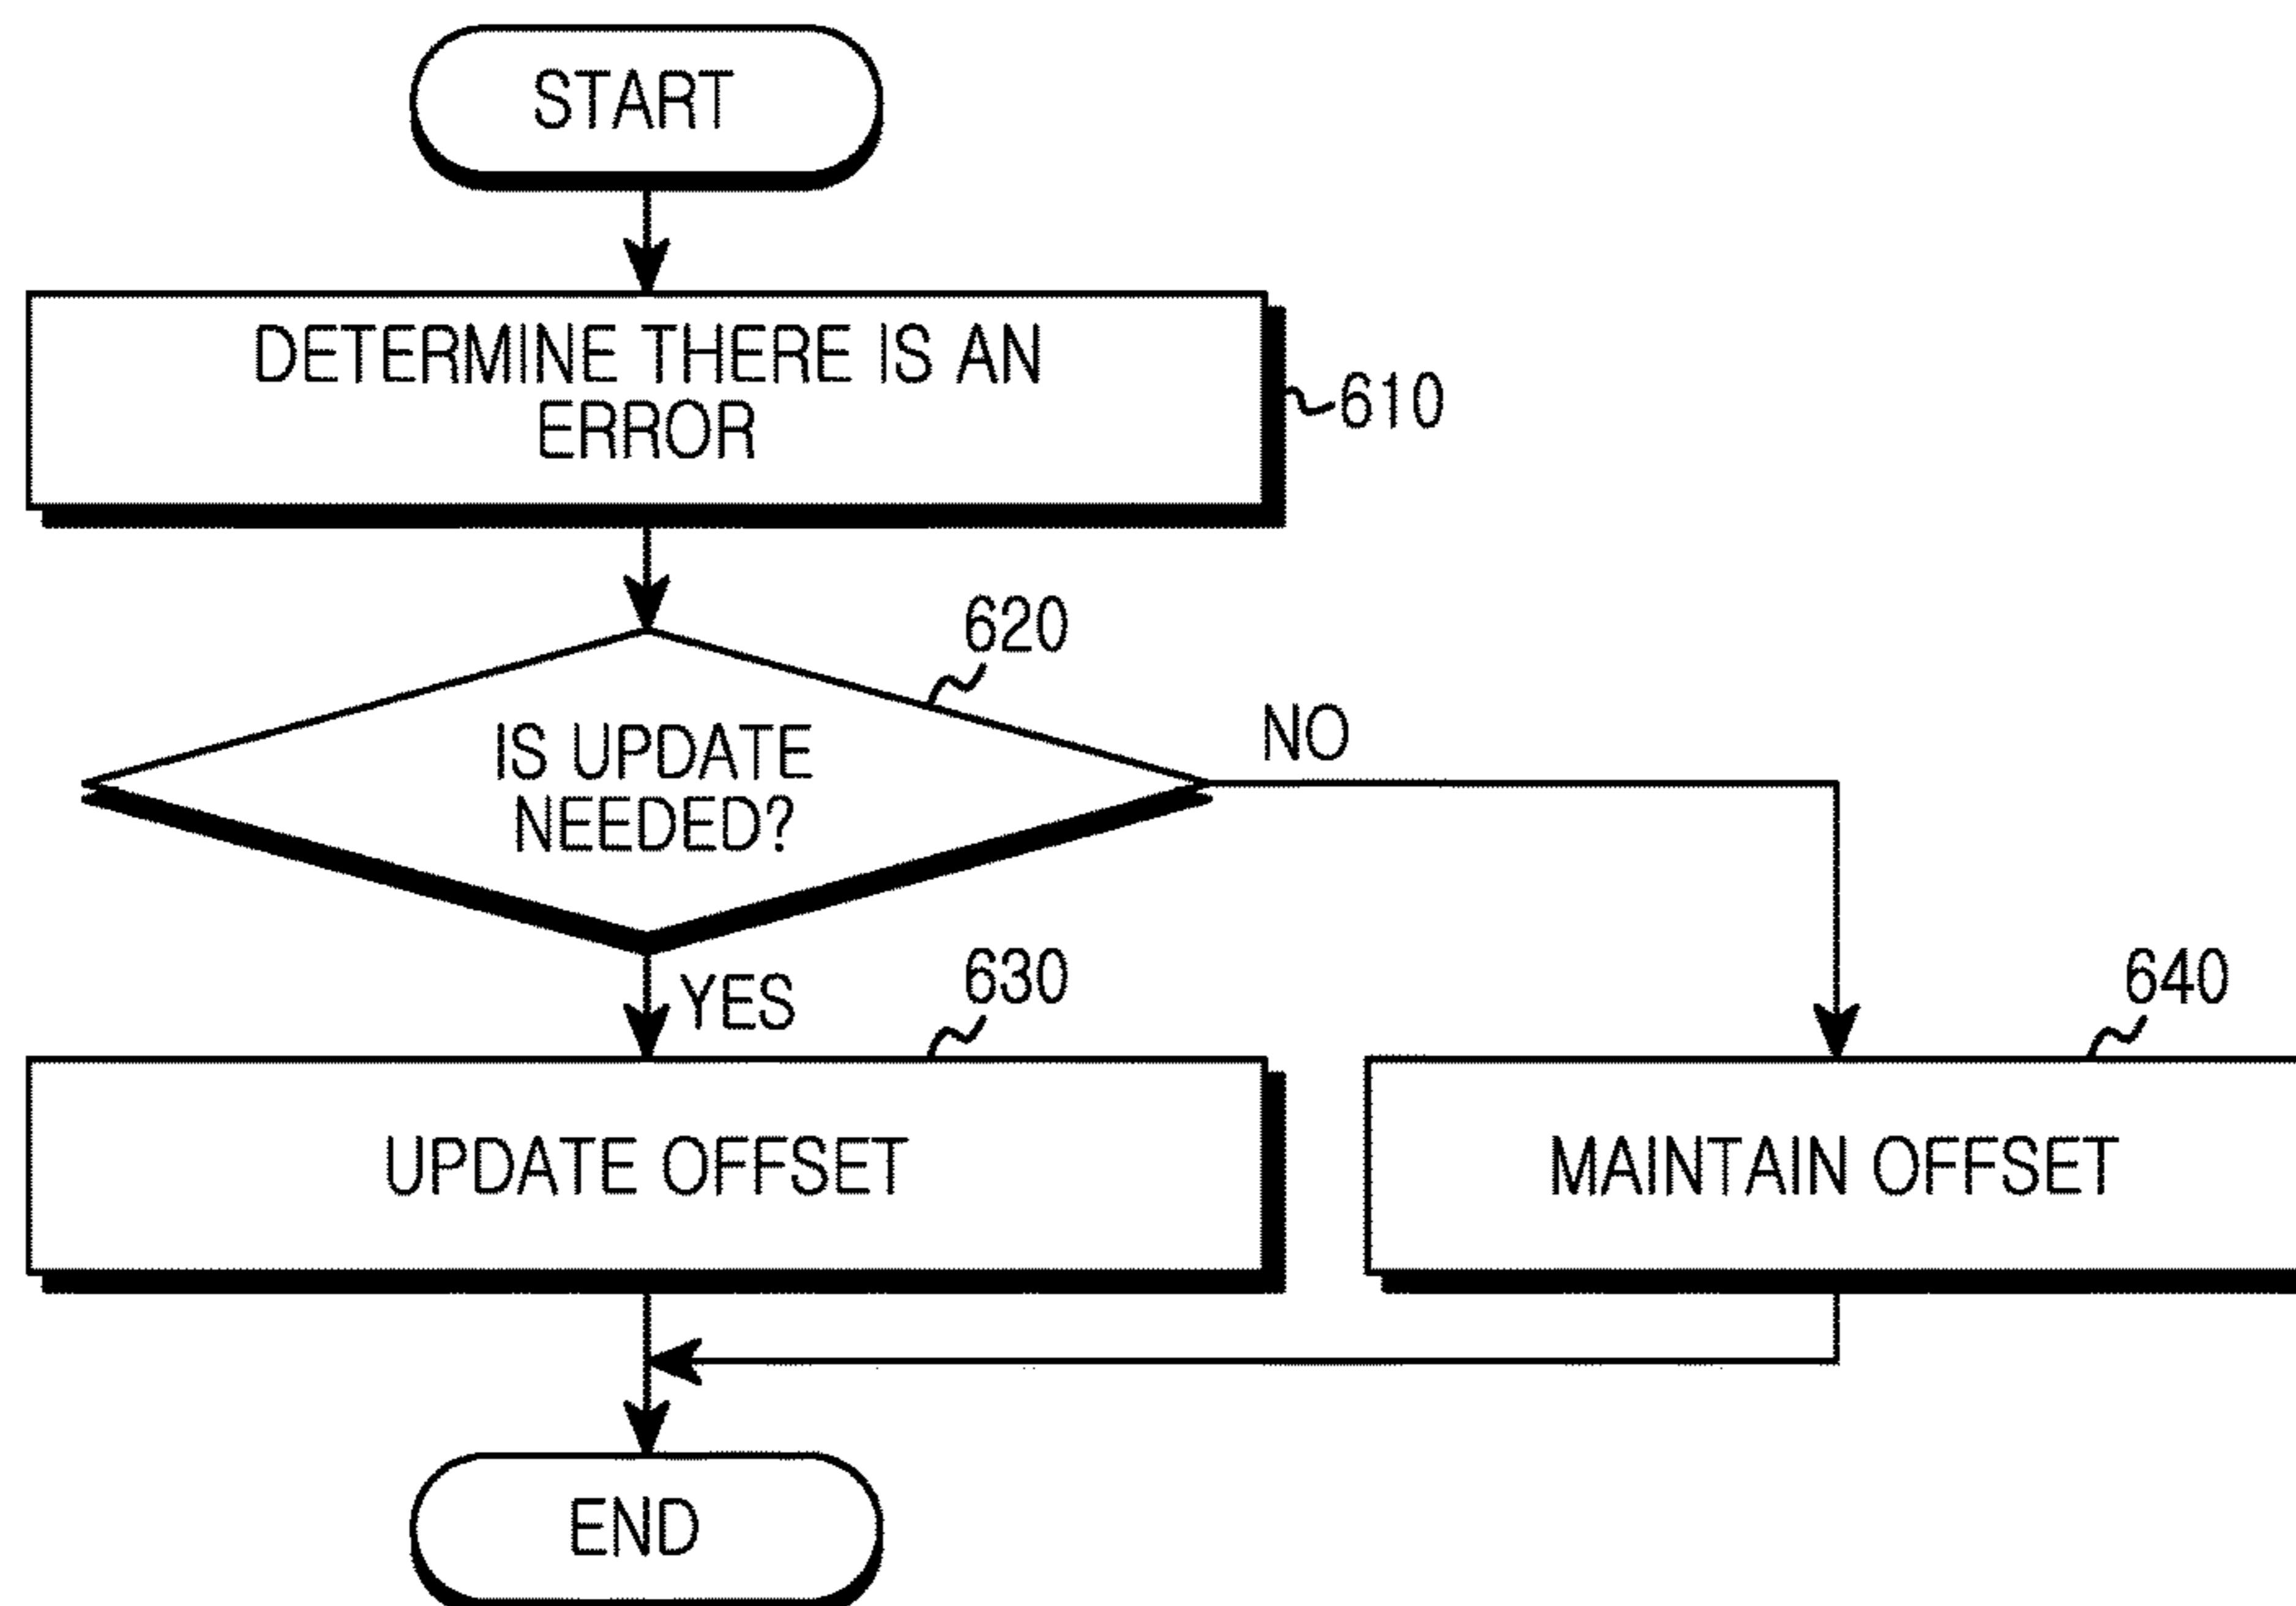 START
DETERMINE THERE IS AN
ERROR
610
620
IS UPDATE
NEEDED?
NO
YES
630
640
UPDATE OFFSET
MAINTAIN OFFSET
END